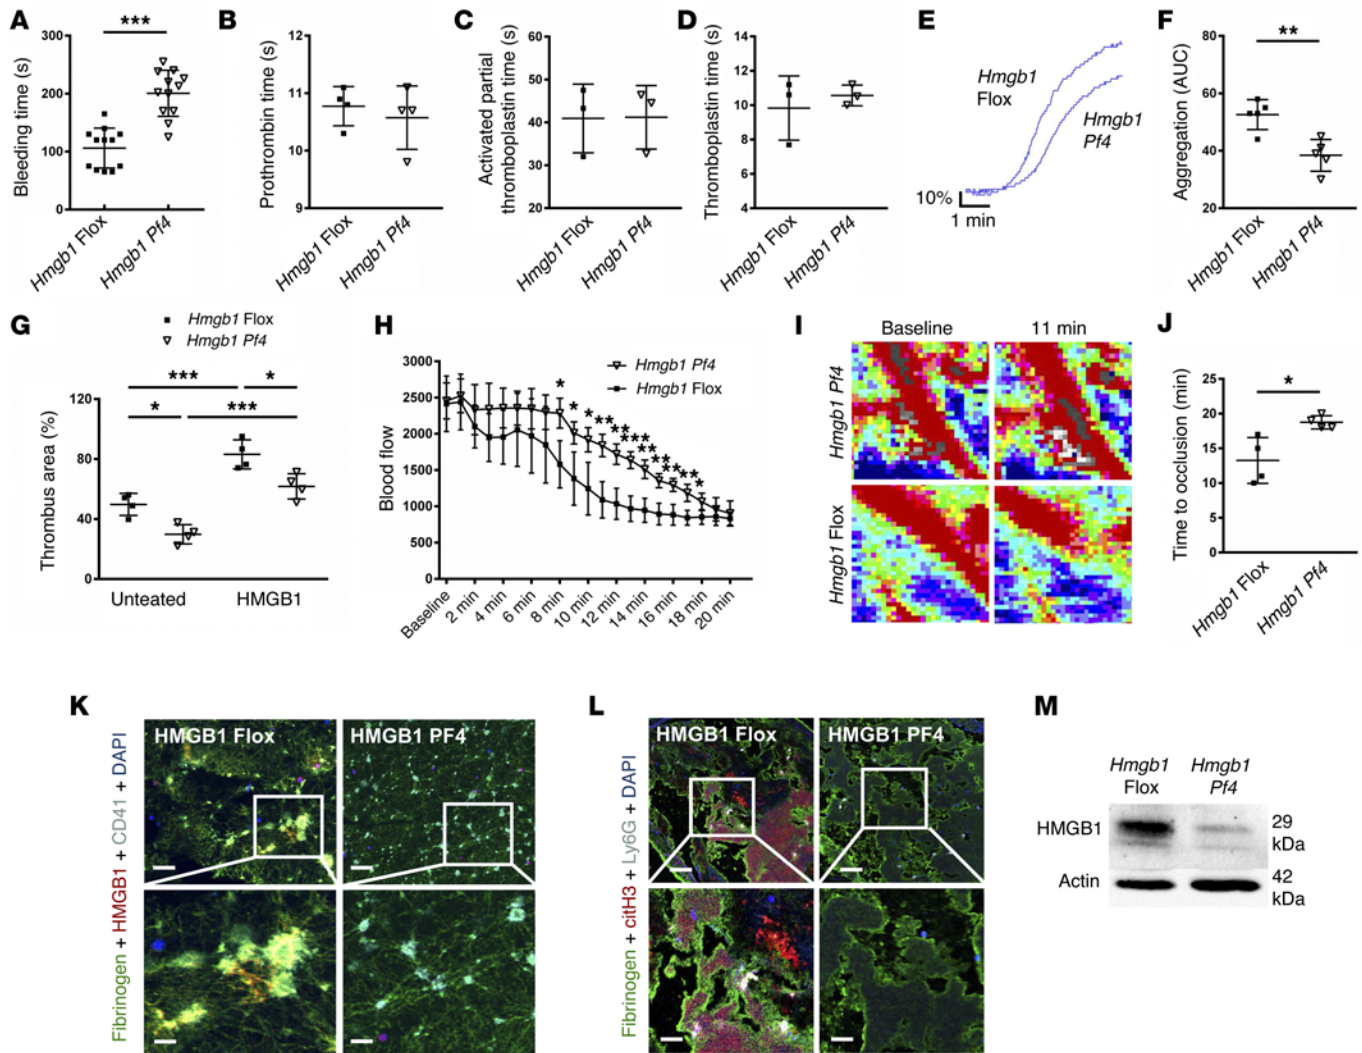 A
***
Bleeding time (s)
300
200
100
0
Hmgb1 Flox
Hmgb1 Pf4
B
Prothrombin time (s)
12
11
10
9
Hmgb1 Flox
Hmgb1 Pf4
C
Activated partial
thromboplastin time (s)
60
50
40
30
20
Hmgb1 Flox
Hmgb1 Pf4
D
Thromboplastin time (s)
14
12
10
8
6
4
Hmgb1 Flox
Hmgb1 Pf4
E
Hmgb1
Flox
Hmgb1
Pf4
10%
1 min
F
**
Aggregation (AUC)
80
60
40
20
Hmgb1 Flox
Hmgb1 Pf4
G
Hmgb1 Flox
Hmgb1 Pf4
*** *
* ***
Thrombus area (%)
120
80
40
0
Unteated
HMGB1
H
Hmgb1 Pf4
Hmgb1 Flox
Blood flow
3000
2500
2000
1500
1000
500
0
* * * ** ** ** ** ** ** ** *
Baseline
2 min
4 min
6 min
8 min
10 min
12 min
14 min
16 min
18 min
20 min
I
Baseline
11 min
Hmgb1 Pf4
Hmgb1 Flox
J
*
Time to occlusion (min)
25
20
15
10
5
0
Hmgb1 Flox
Hmgb1 Pf4
K
Fibrinogen + HMGB1 + CD41 + DAPI
HMGB1 Flox
HMGB1 PF4
L
Fibrinogen + citH3 + Ly6G + DAPI
HMGB1 Flox
HMGB1 PF4
M
Hmgb1
Flox
Hmgb1
Pf4
HMGB1
29
kDa
Actin
42
kDa